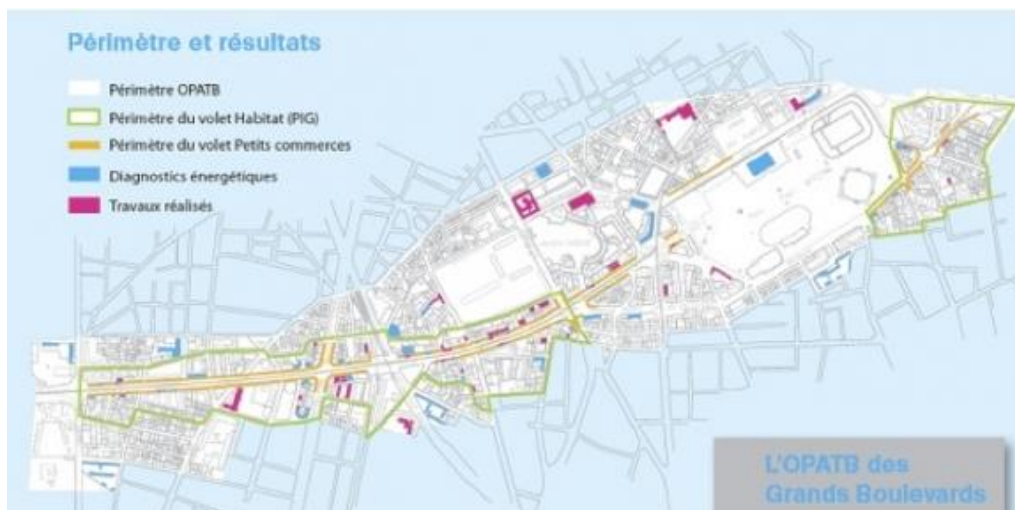 Périmètre et résultats
Périmètre OPATB
Périmètre du volet Habitat (PIG)
Périmètre du volet Petits commerces
Diagnostics énergétiques
Travaux réalisés
L'OPATB des
Grands Boulevards